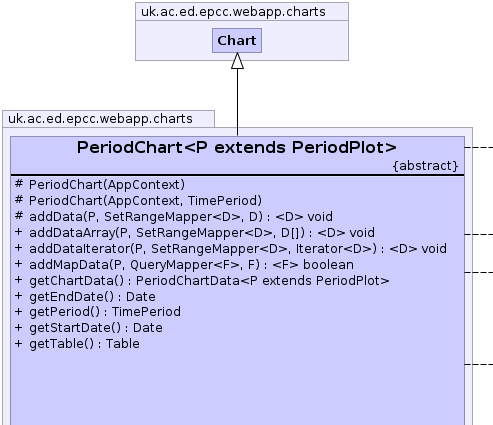 uk.ac.ed.epcc.webapp.charts
Chart
uk.ac.ed.epcc.webapp.charts
PeriodChart<P extends PeriodPlot>
{abstract}
# PeriodChart(AppContext)
# PeriodChart(AppContext, TimePeriod)
# addData(P, SetRangeMapper<D>, D) : <D> void
+ addDataArray(P, SetRangeMapper<D>, D[]) : <D> void
+ addDataIterator(P, SetRangeMapper<D>, Iterator<D>) : <D> void
+ addMapData(P, QueryMapper<F>, F) : <F> boolean
+ getChartData() : PeriodChartData<P extends PeriodPlot>
+ getEndDate() : Date
+ getPeriod() : TimePeriod
+ getStartDate() : Date
+ getTable() : Table